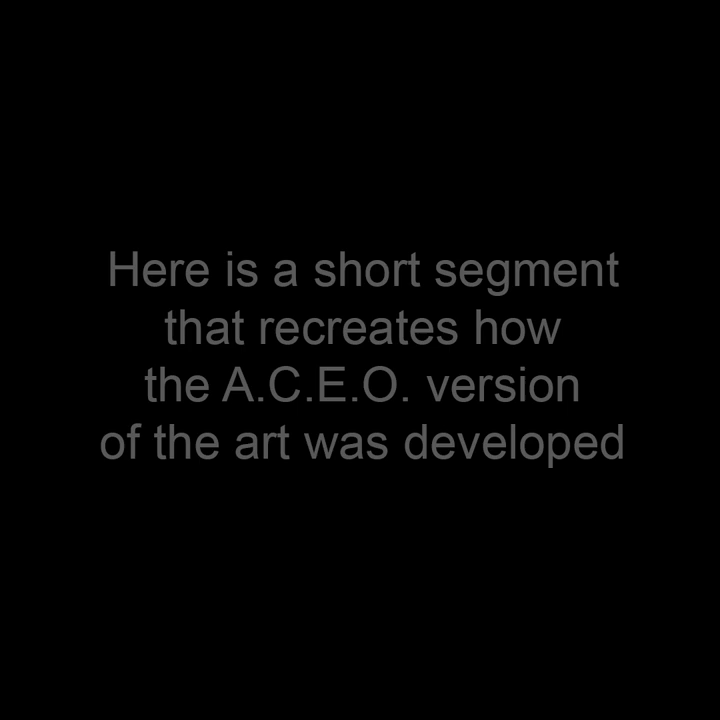 Here is a short segment
that recreates how
the A.C.E.O. version
of the art was developed